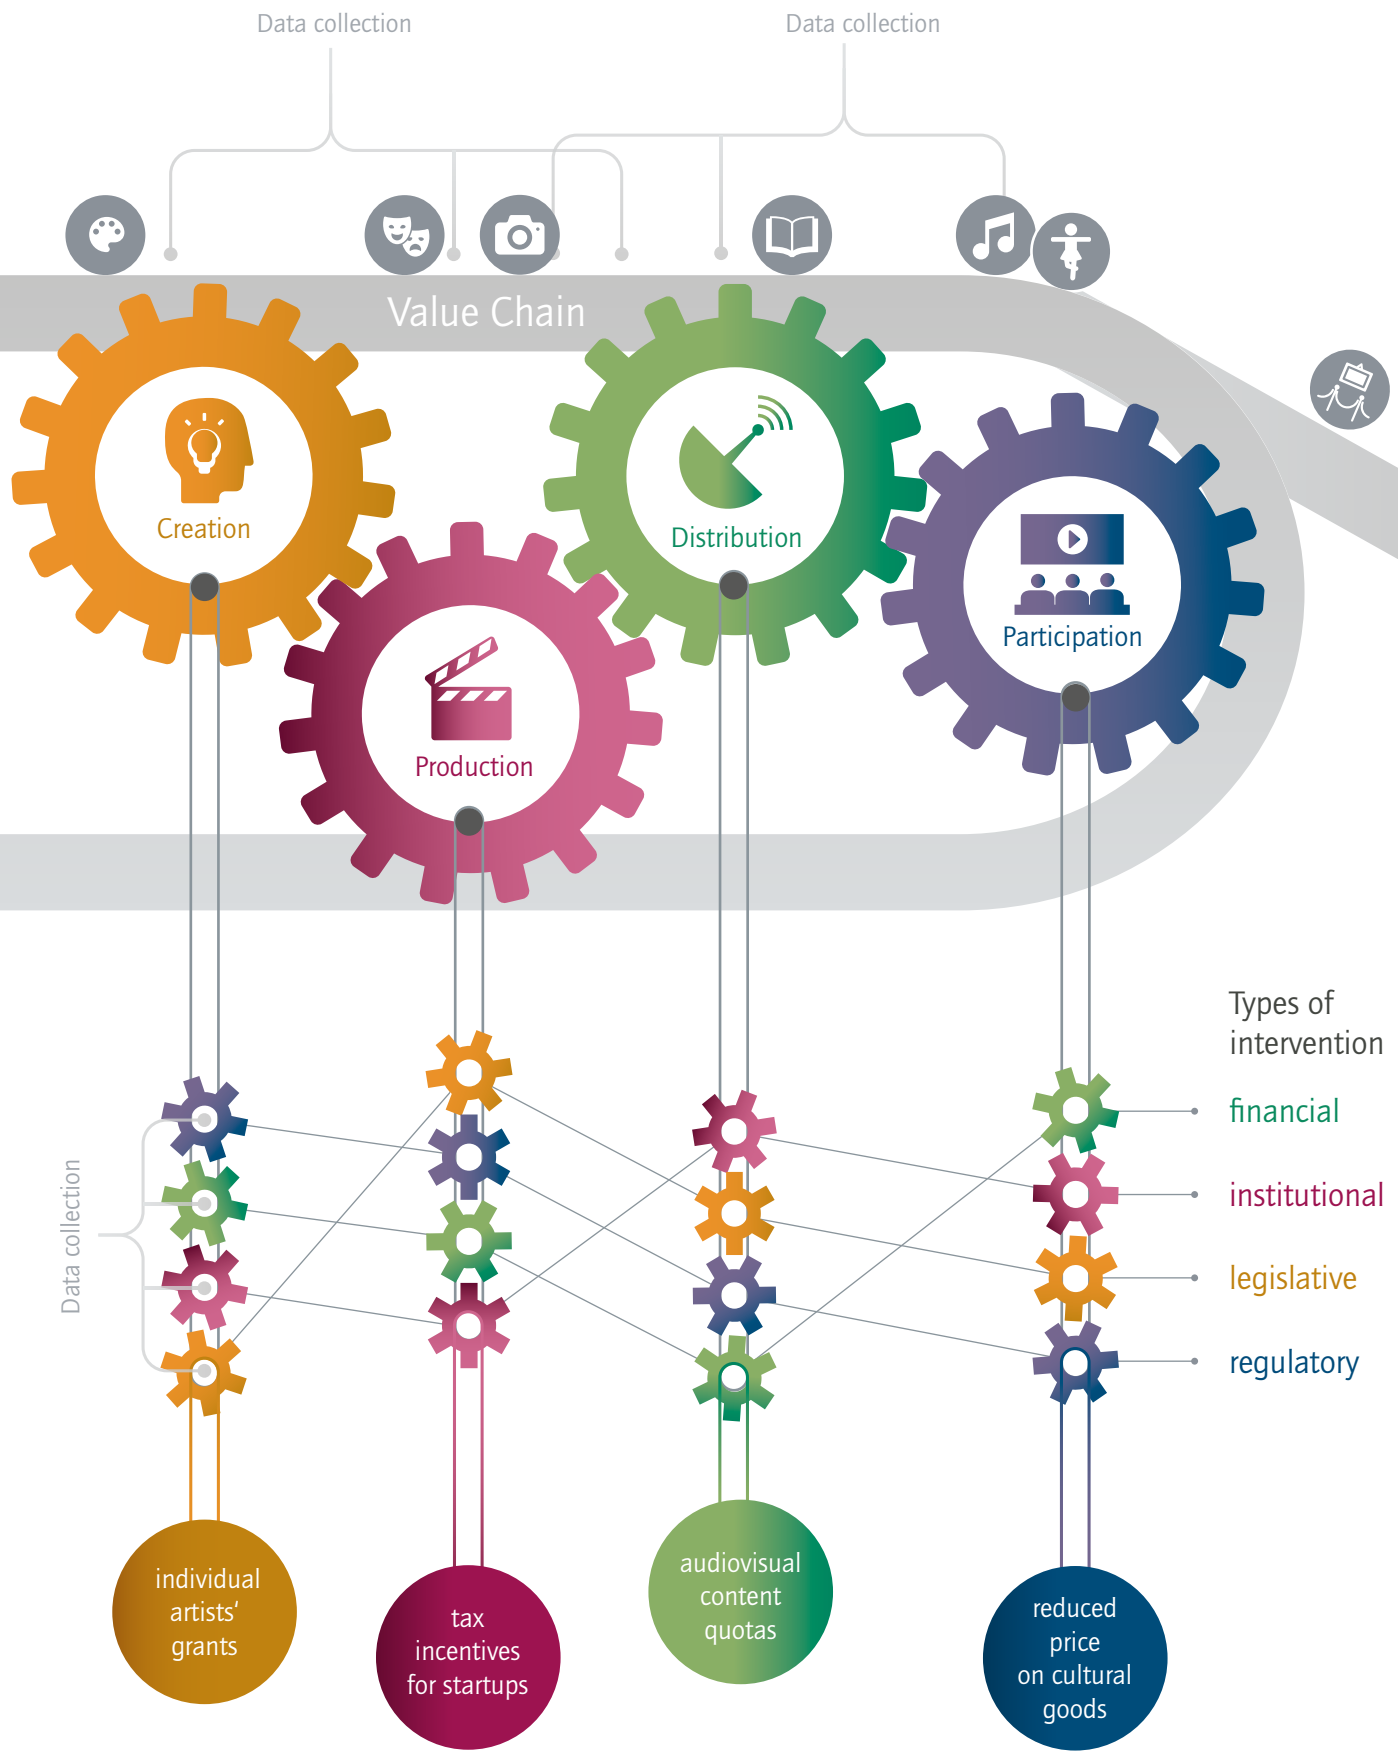 Data collection
Data collection
Value Chain
Creation
Distribution
Participation
Production
Types of
intervention
financial
institutional
legislative
regulatory
Data collection
individual
artists’
grants
tax
incentives
for startups
audiovisual
content
quotas
reduced
price
on cultural
goods